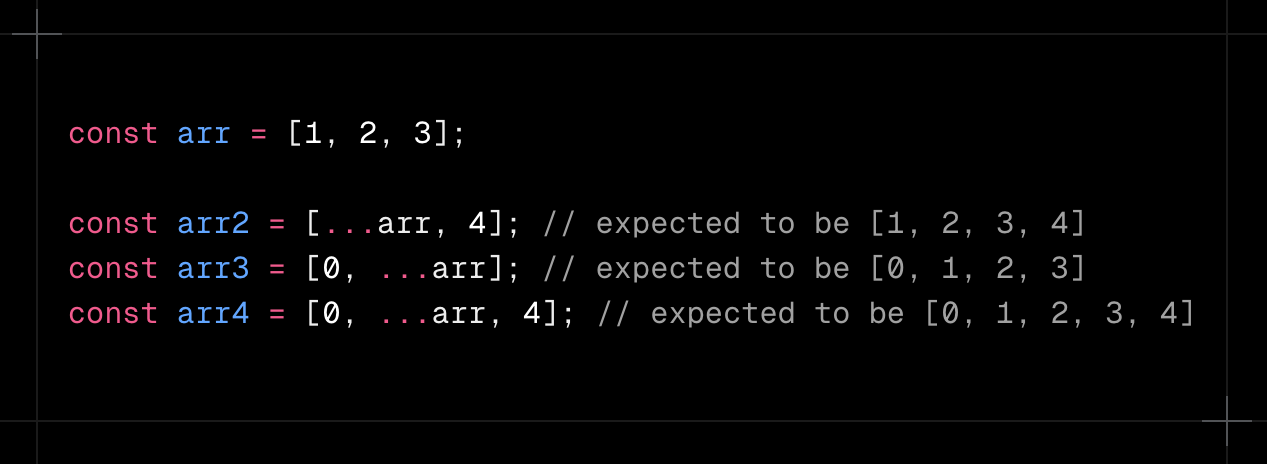 const arr = [1, 2, 3];
const arr2 = [...arr, 4]; // expected to be [1, 2, 3, 4]
const arr3 = [0, ...arr]; // expected to be [0, 1, 2, 3]
const arr4 = [0, ...arr, 4]; // expected to be [0, 1, 2, 3, 4]